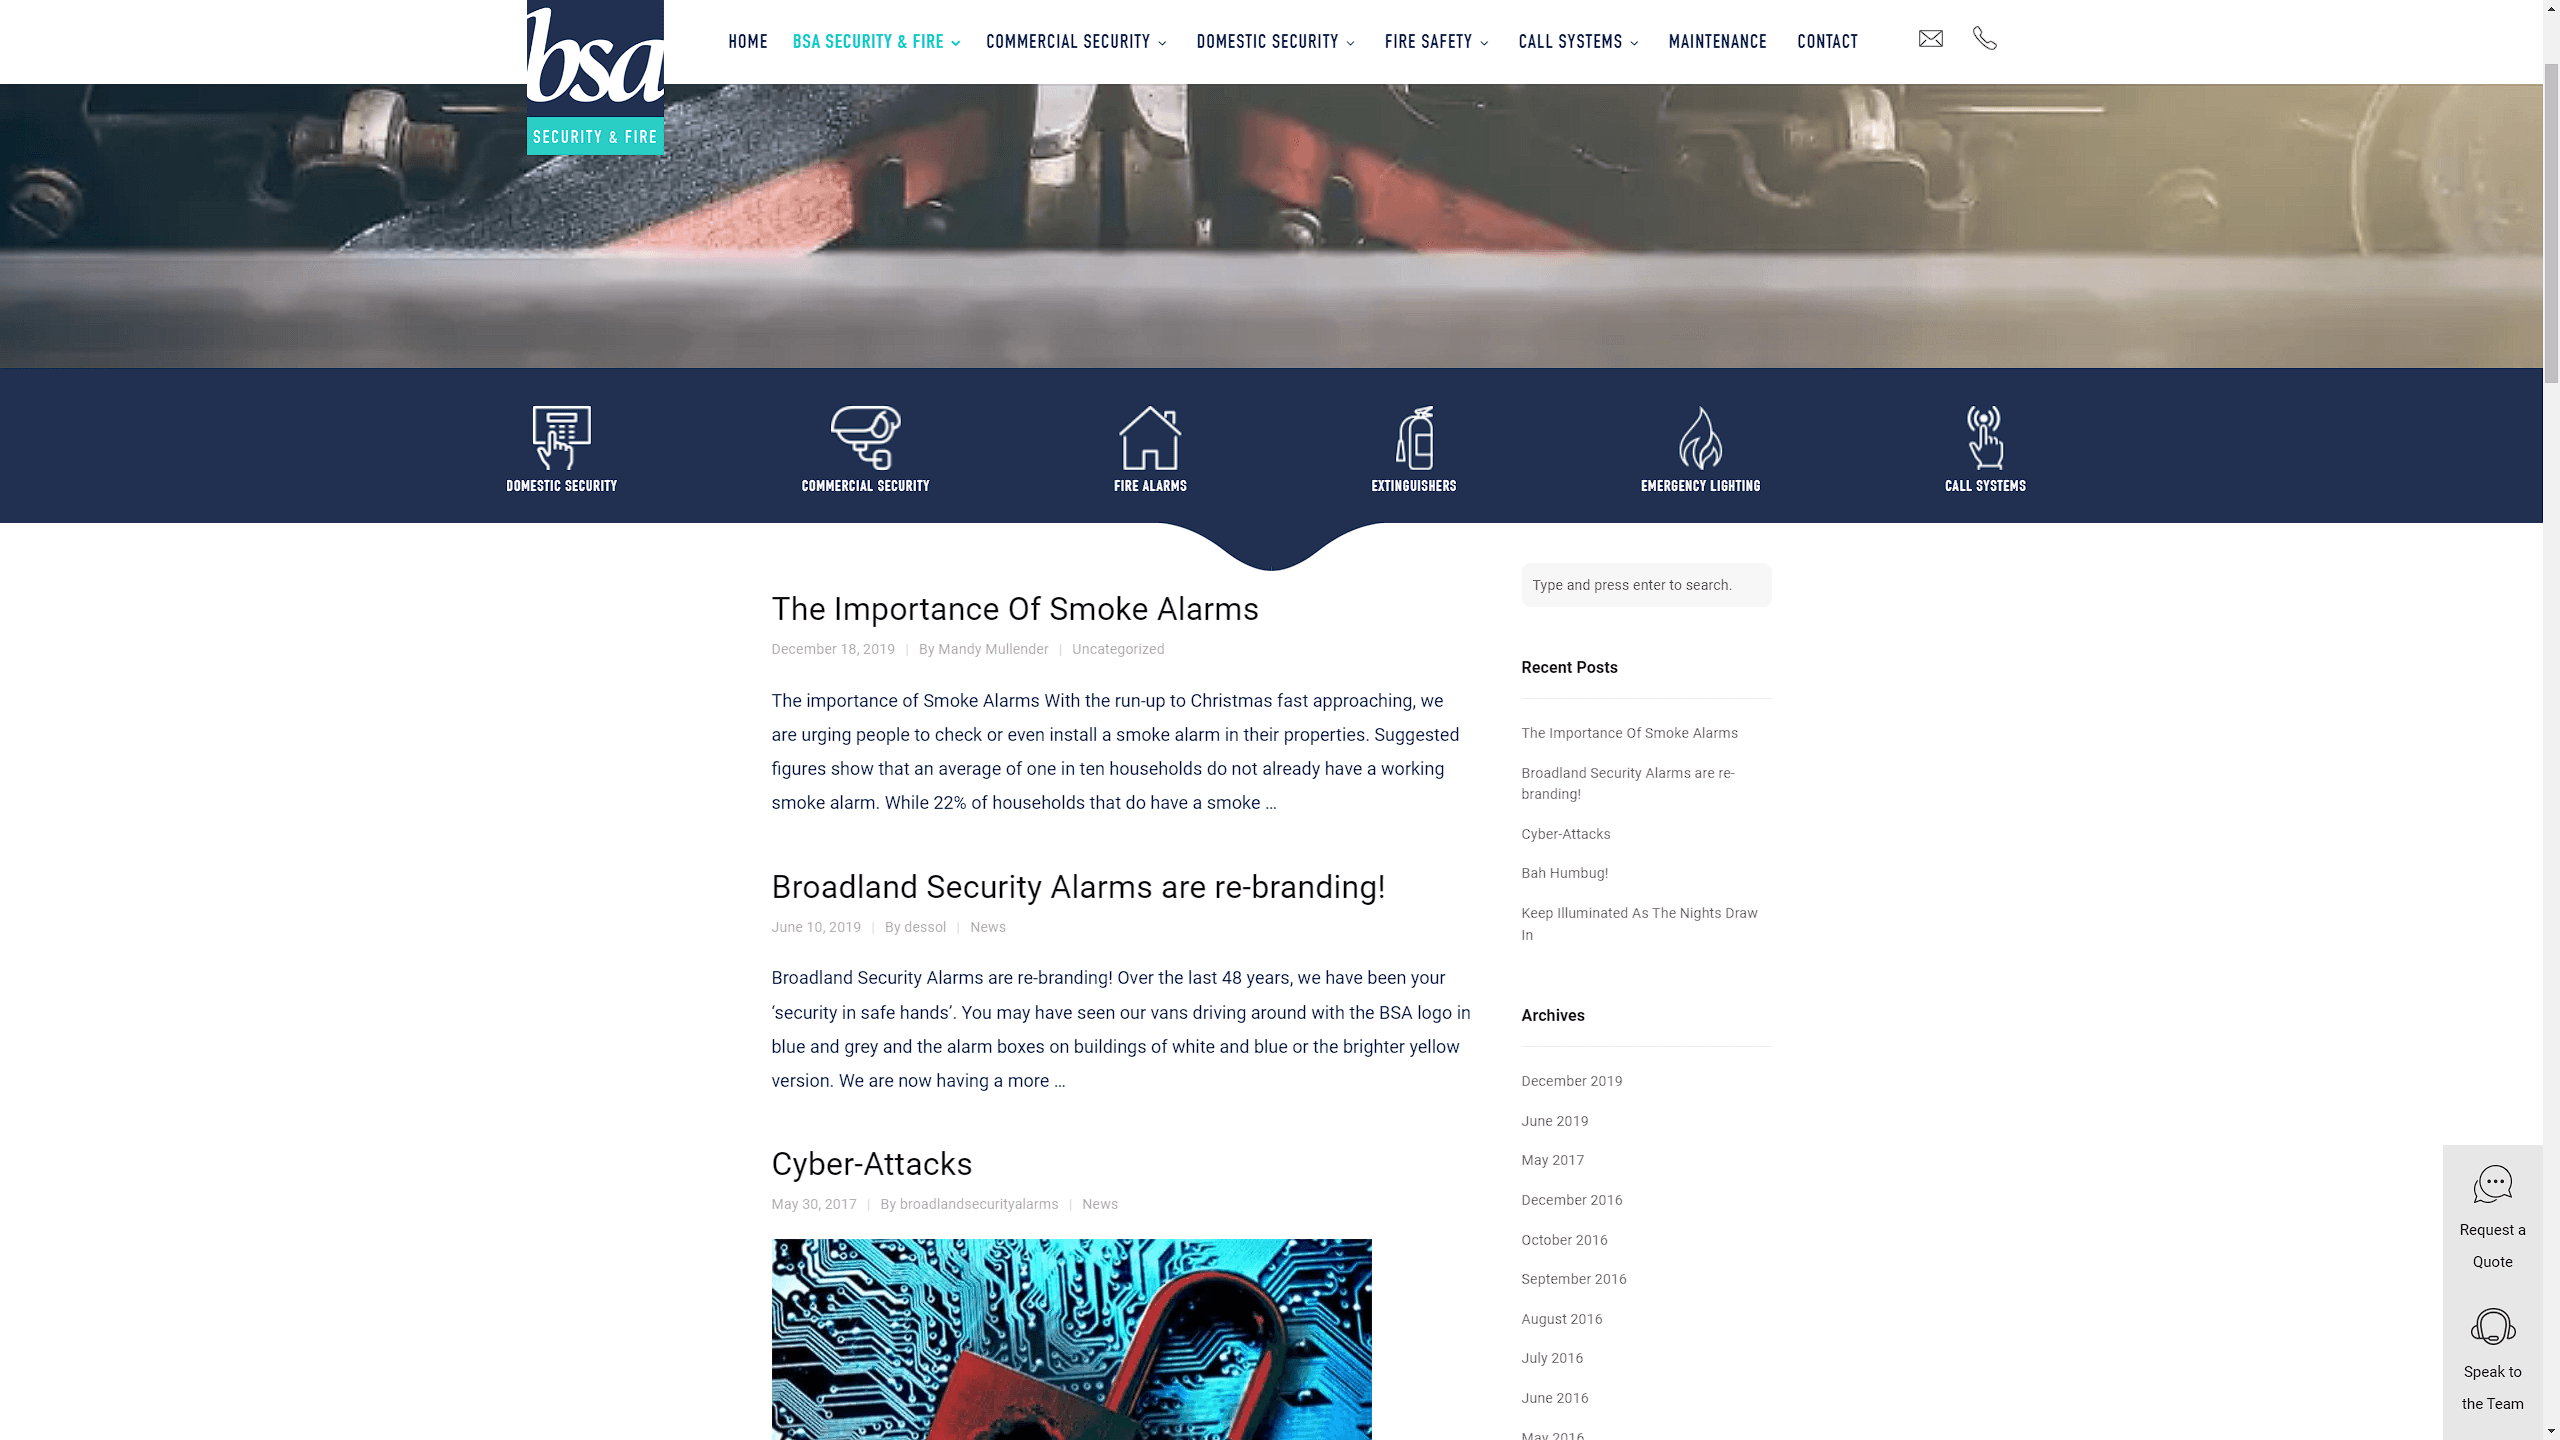 bsa
SECURITY & FIRE
HOME
BSA SECURITY & FIRE
COMMERCIAL SECURITY
DOMESTIC SECURITY
FIRE SAFETY
CALL SYSTEMS
MAINTENANCE
CONTACT
DOMESTIC SECURITY
COMMERCIAL SECURITY
FIRE ALARMS
EXTINGUISHERS
EMERGENCY LIGHTING
CALL SYSTEMS
The Importance Of Smoke Alarms
December 18, 2019 | By Mandy Mullender | Uncategorized
The importance of Smoke Alarms With the run-up to Christmas fast approaching, we
are urging people to check or even install a smoke alarm in their properties. Suggested
figures show that an average of one in ten households do not already have a working
smoke alarm. While 22% of households that do have a smoke …
Broadland Security Alarms are re-branding!
June 10, 2019 | By dessol | News
Broadland Security Alarms are re-branding! Over the last 48 years, we have been your
‘security in safe hands’. You may have seen our vans driving around with the BSA logo in
blue and grey and the alarm boxes on buildings of white and blue or the brighter yellow
version. We are now having a more …
Cyber-Attacks
May 30, 2017 | By broadlandsecurityalarms | News
Type and press enter to search.
Recent Posts
The Importance Of Smoke Alarms
Broadland Security Alarms are re-
branding!
Cyber-Attacks
Bah Humbug!
Keep Illuminated As The Nights Draw
In
Archives
December 2019
June 2019
May 2017
December 2016
October 2016
September 2016
August 2016
July 2016
June 2016
May 2016
Request a
Quote
Speak to
the Team